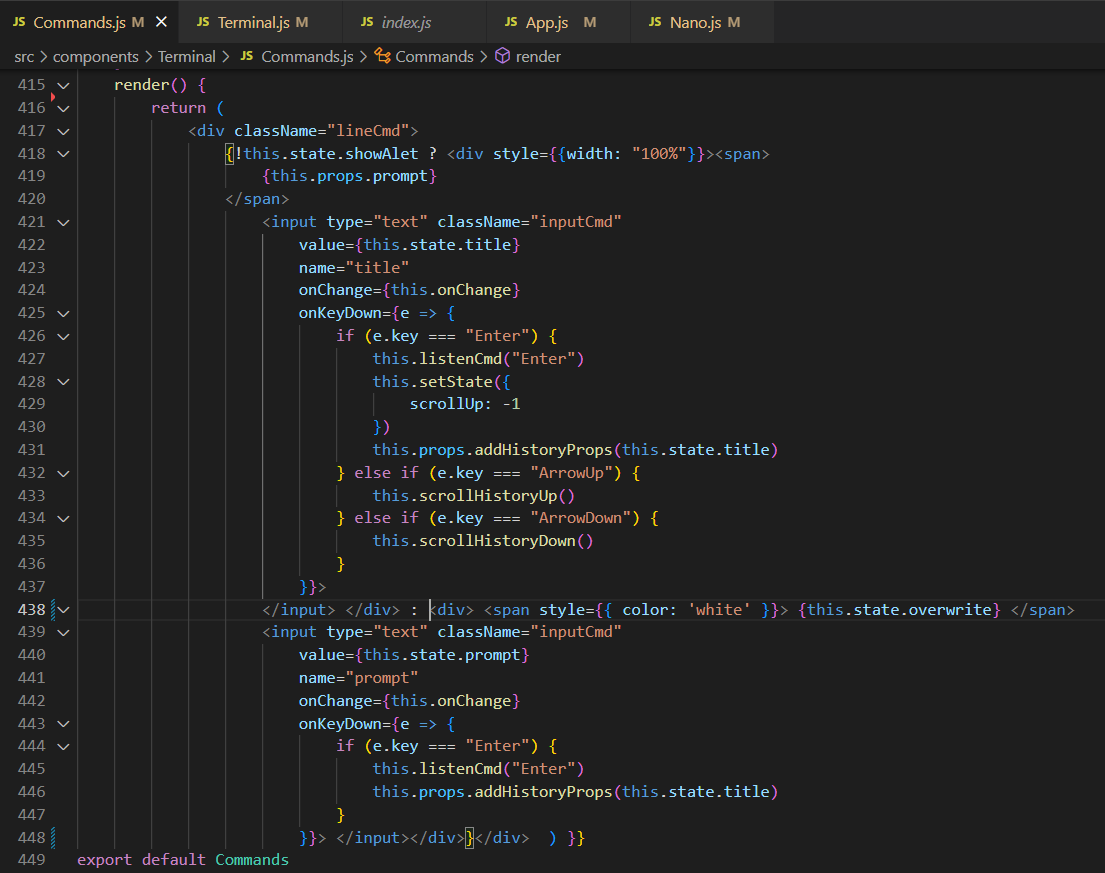 JS Commands.js M × JS Terminal.js M JS index.js JS App.js M JS Nano.js M
src > components > Terminal > JS Commands.js > Commands > render
415 render() {
416 return (
417 <div className="lineCmd">
418 {!this.state.showAlet ? <div style={{width: "100%"}}><span>
419 {this.props.prompt}
420 </span>
421 <input type="text" className="inputCmd"
422 value={this.state.title}
423 name="title"
424 onChange={this.onChange}
425 onKeyDown={e => {
426 if (e.key === "Enter") {
427 this.listenCmd("Enter")
428 this.setState({
429 scrollUp: -1
430 })
431 this.props.addHistoryProps(this.state.title)
432 } else if (e.key === "ArrowUp") {
433 this.scrollHistoryUp()
434 } else if (e.key === "ArrowDown") {
435 this.scrollHistoryDown()
436 }
437 }}>
438 </input> </div> : <div> <span style={{ color: 'white' }}> {this.state.overwrite} </span>
439 <input type="text" className="inputCmd"
440 value={this.state.prompt}
441 name="prompt"
442 onChange={this.onChange}
443 onKeyDown={e => {
444 if (e.key === "Enter") {
445 this.listenCmd("Enter")
446 this.props.addHistoryProps(this.state.title)
447 }
448 }}> </input></div>}</div> ) }}
449 export default Commands